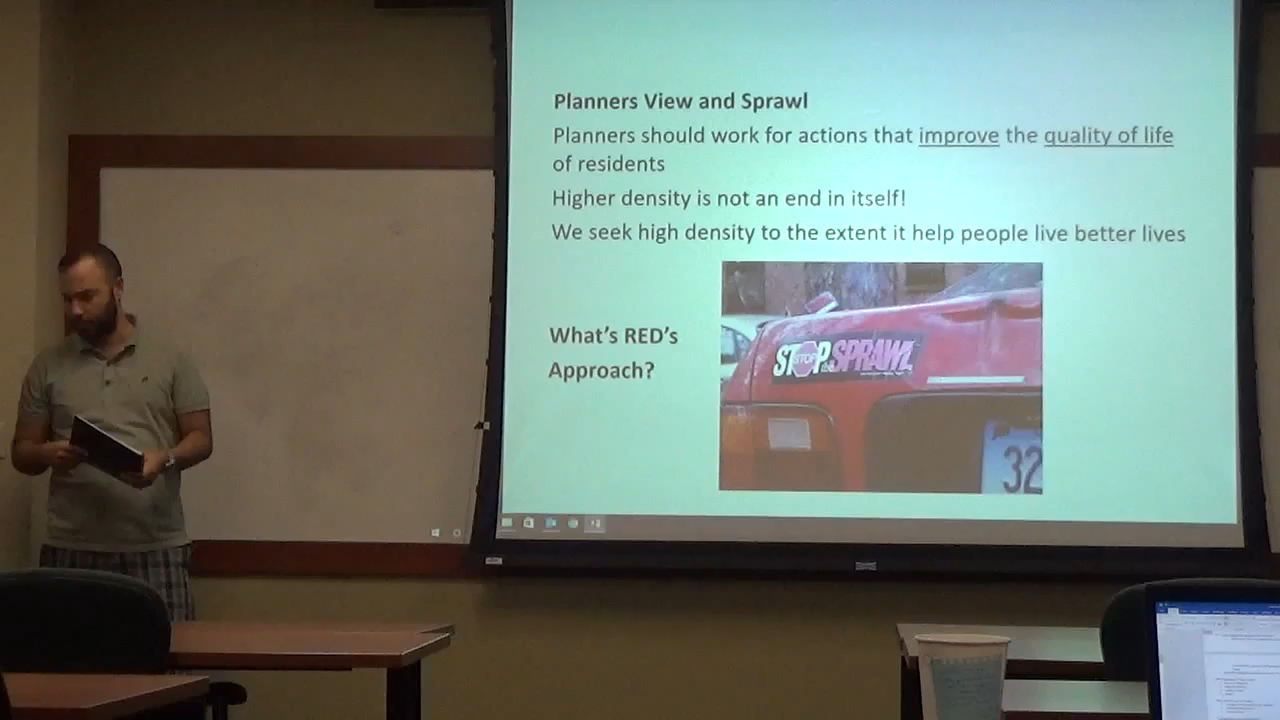 Planners View and Sprawl
Planners should work for actions that improve the quality of life
of residents
Higher density is not an end in itself!
We seek high density to the extent it help people live better lives
What's RED's
Approach?
STOP STOP the SPRAWL
32